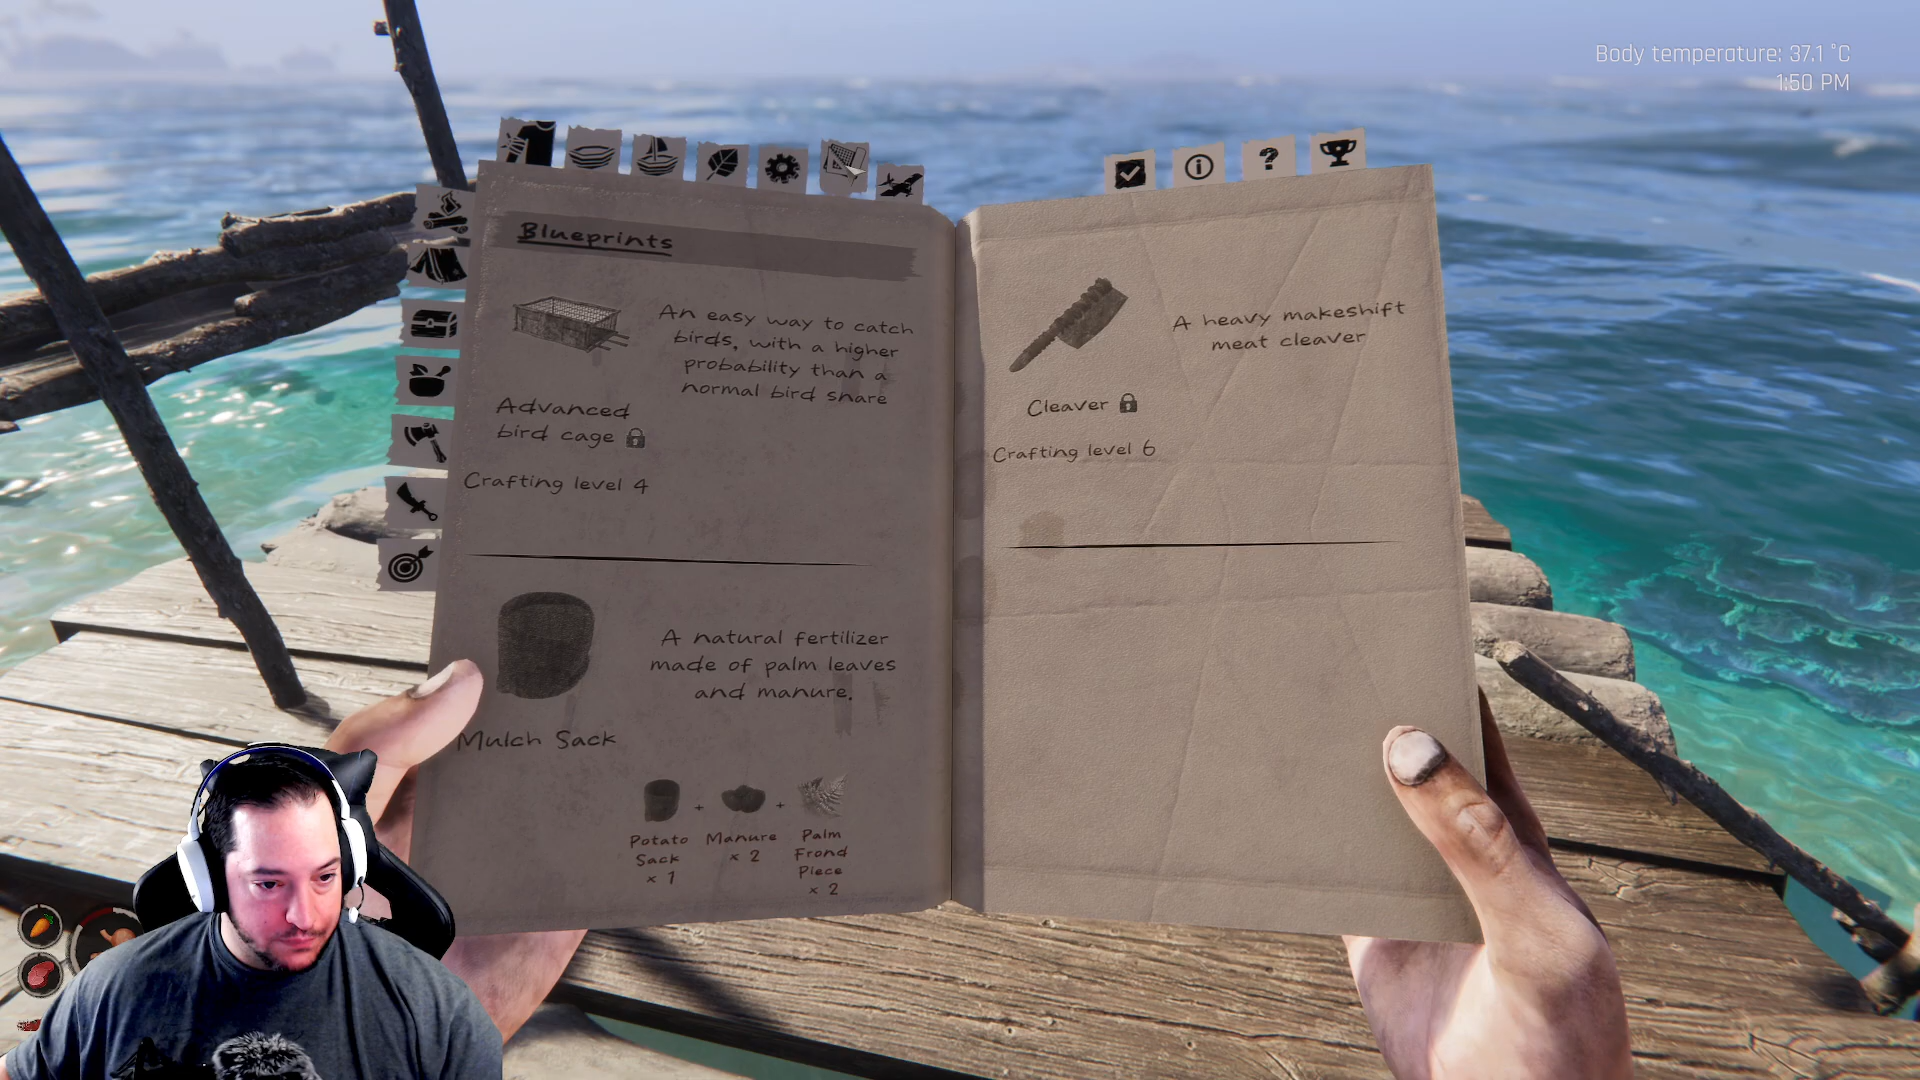 Body temperature: 37.1 °C
1:50 PM
Blueprints
An easy way to catch
birds, with a higher
probability than a
normal bird snare
Advanced
bird cage
Crafting level 4
A natural fertilizer
made of palm leaves
and manure.
Mulch Sack
Potato
Sack
× 1
+
Manure
× 2
+
Palm
Frond
Piece
× 2
A heavy makeshift
meat cleaver
Cleaver
Crafting level 6